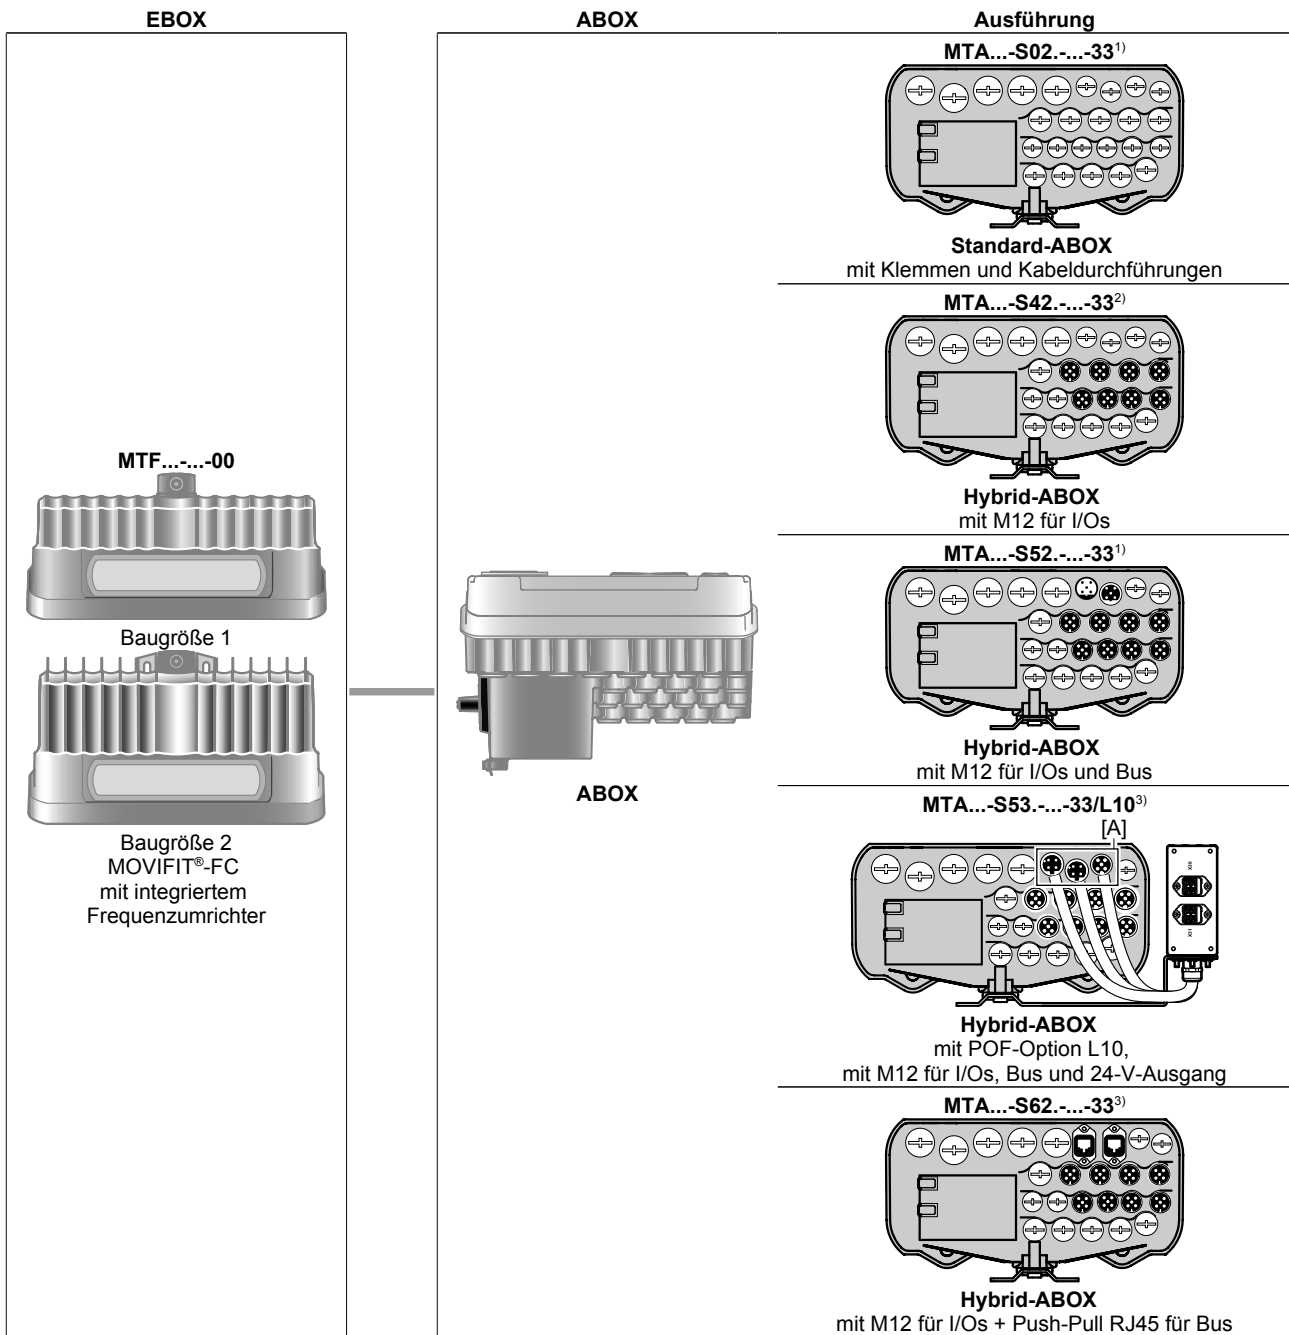 EBOX
ABOX
Ausführung
MTF...-...-00
Baugröße 1
Baugröße 2
MOVIFIT®-FC
mit integriertem
Frequenzumrichter
ABOX
MTA...-S02.-...-33¹⁾
Standard-ABOX
mit Klemmen und Kabeldurchführungen
MTA...-S42.-...-33²⁾
Hybrid-ABOX
mit M12 für I/Os
MTA...-S52.-...-33¹⁾
Hybrid-ABOX
mit M12 für I/Os und Bus
MTA...-S53.-...-33/L10³⁾
[A]
X30
X31
Hybrid-ABOX
mit POF-Option L10,
mit M12 für I/Os, Bus und 24-V-Ausgang
MTA...-S62.-...-33³⁾
Hybrid-ABOX
mit M12 für I/Os + Push-Pull RJ45 für Bus